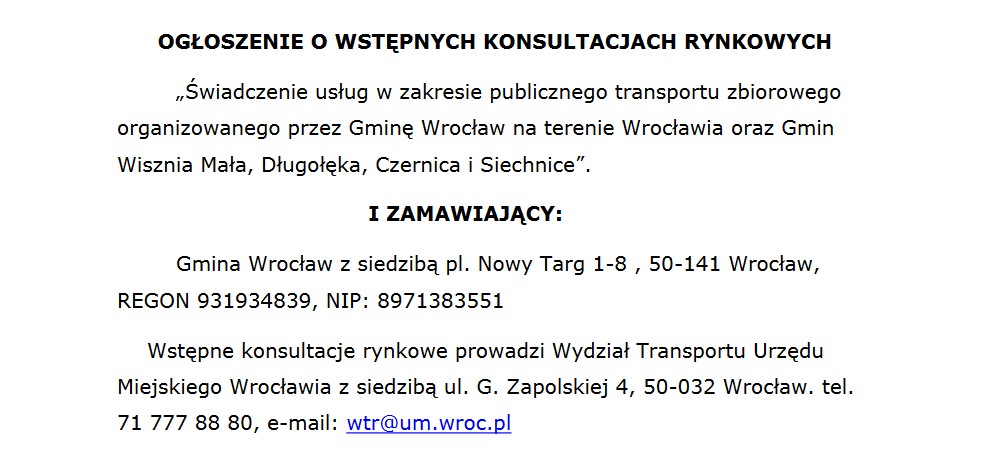 OGŁOSZENIE O WSTĘPNYCH KONSULTACJACH RYNKOWYCH
„Świadczenie usług w zakresie publicznego transportu zbiorowego
organizowanego przez Gminę Wrocław na terenie Wrocławia oraz Gmin
Wisznia Mała, Długołęka, Czernica i Siechnice”.
I ZAMAWIAJĄCY:
Gmina Wrocław z siedzibą pl. Nowy Targ 1-8 , 50-141 Wrocław,
REGON 931934839, NIP: 8971383551
Wstępne konsultacje rynkowe prowadzi Wydział Transportu Urzędu
Miejskiego Wrocławia z siedzibą ul. G. Zapolskiej 4, 50-032 Wrocław. tel.
71 777 88 80, e-mail: wtr@um.wroc.pl